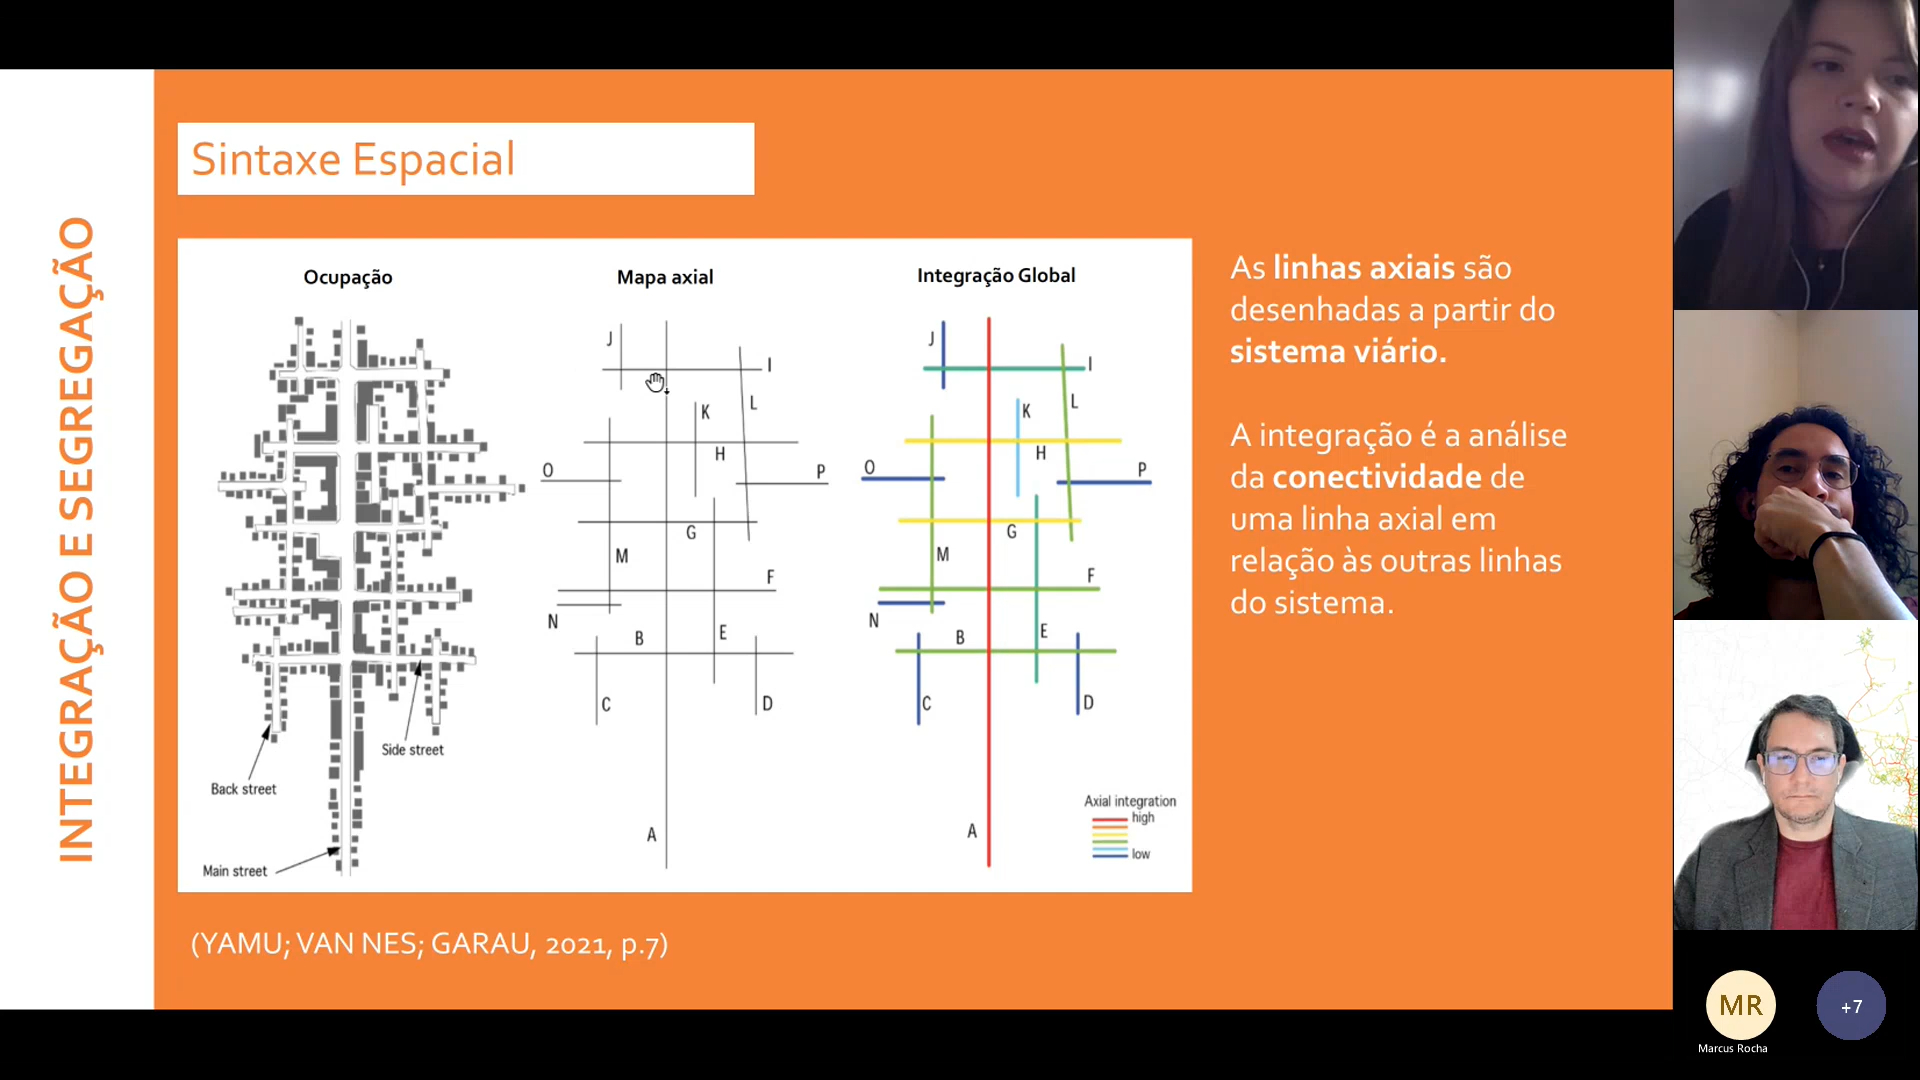 INTEGRAÇÃO E SEGREGAÇÃO
Sintaxe Espacial
Ocupação
Back street
Side street
Main street
Mapa axial
J
I
L
K
H
O
P
G
M
F
N
B
E
C
D
A
Integração Global
J
I
L
K
H
O
P
G
M
F
N
B
E
C
D
A
Axial integration
high
low
As linhas axiais são
desenhadas a partir do
sistema viário.
A integração é a análise
da conectividade de
uma linha axial em
relação às outras linhas
do sistema.
(YAMU; VAN NES; GARAU, 2021, p.7)
MR
Marcus Rocha
+7